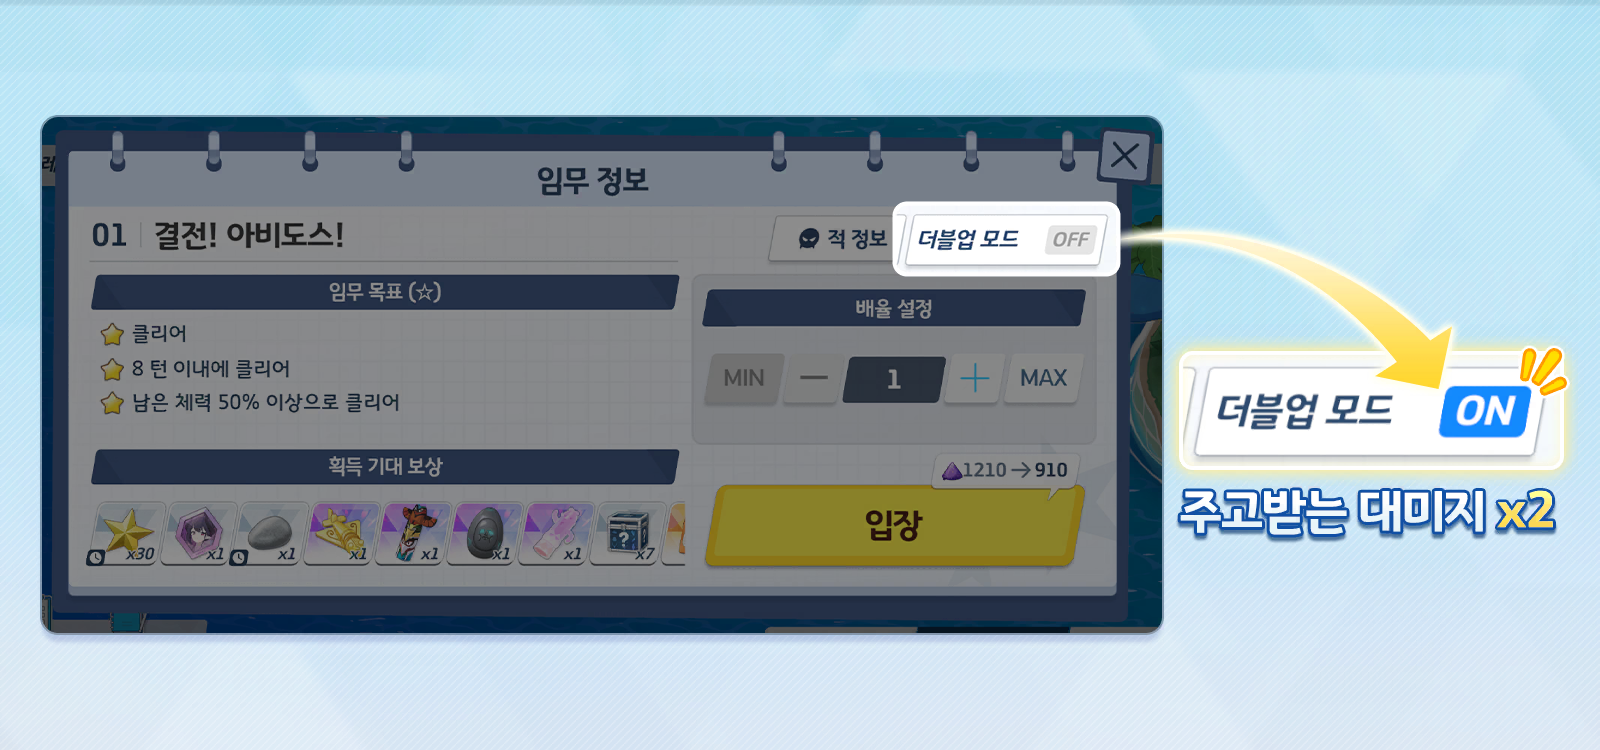 레
임무 정보
01 결전! 아비도스!
적 정보
더블업 모드 OFF
임무 목표 (☆)
클리어
8 턴 이내에 클리어
남은 체력 50% 이상으로 클리어
배율 설정
MIN — 1 + MAX
획득 기대 보상
x30 x1 x1 x1 x1 x1 x1 x7
1210→910
입장
더블업 모드 ON
주고받는 대미지 x2